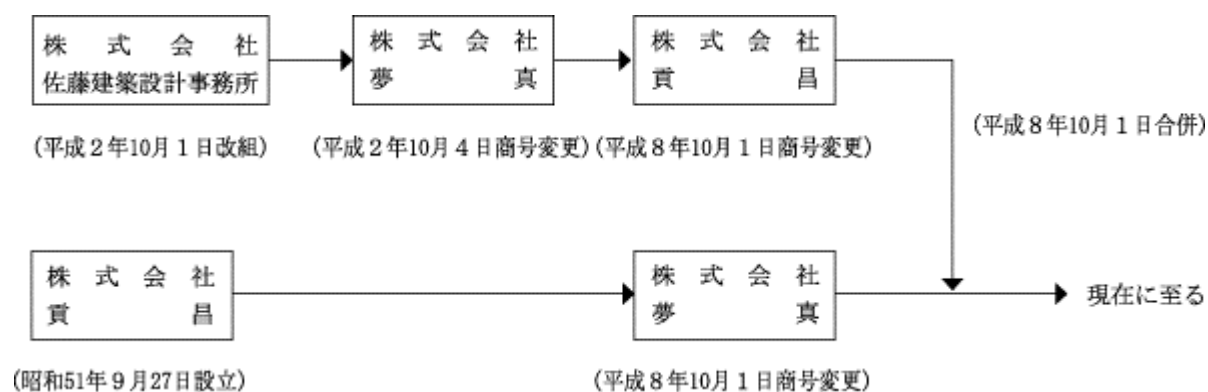 株式会社
佐藤建築設計事務所
株式会社
夢真
株式会社
貢昌
(平成2年10月1日改組)
(平成2年10月4日商号変更)
(平成8年10月1日商号変更)
(平成8年10月1日合併)
株式会社
貢昌
株式会社
夢真
現在に至る
(昭和51年9月27日設立)
(平成8年10月1日商号変更)